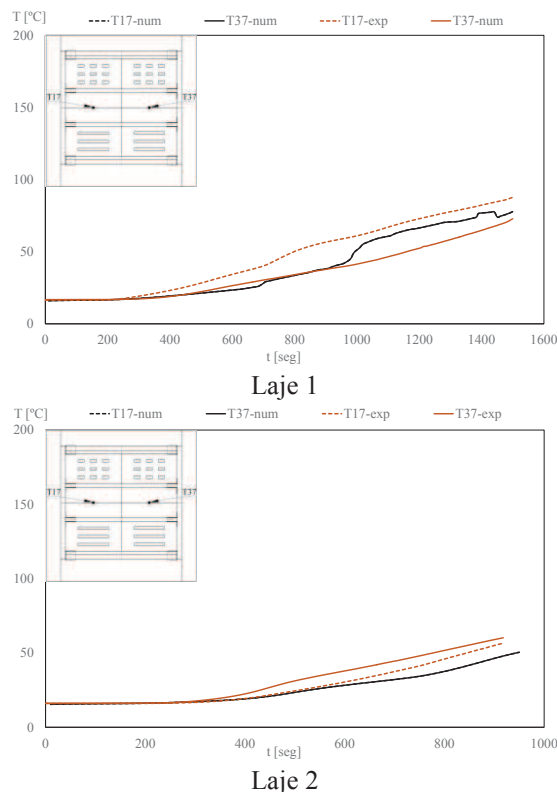 T [ºC]
T17-num T37-num T17-exp T37-num
200
T17 T37
150
100
50
0
0 200 400 600 800 1000 1200 1400 1600
t [seg]
Laje 1
T [ºC]
T17-num T37-num T17-exp T37-exp
200
T17 T37
150
100
50
0
0 200 400 600 800 1000
t [seg]
Laje 2